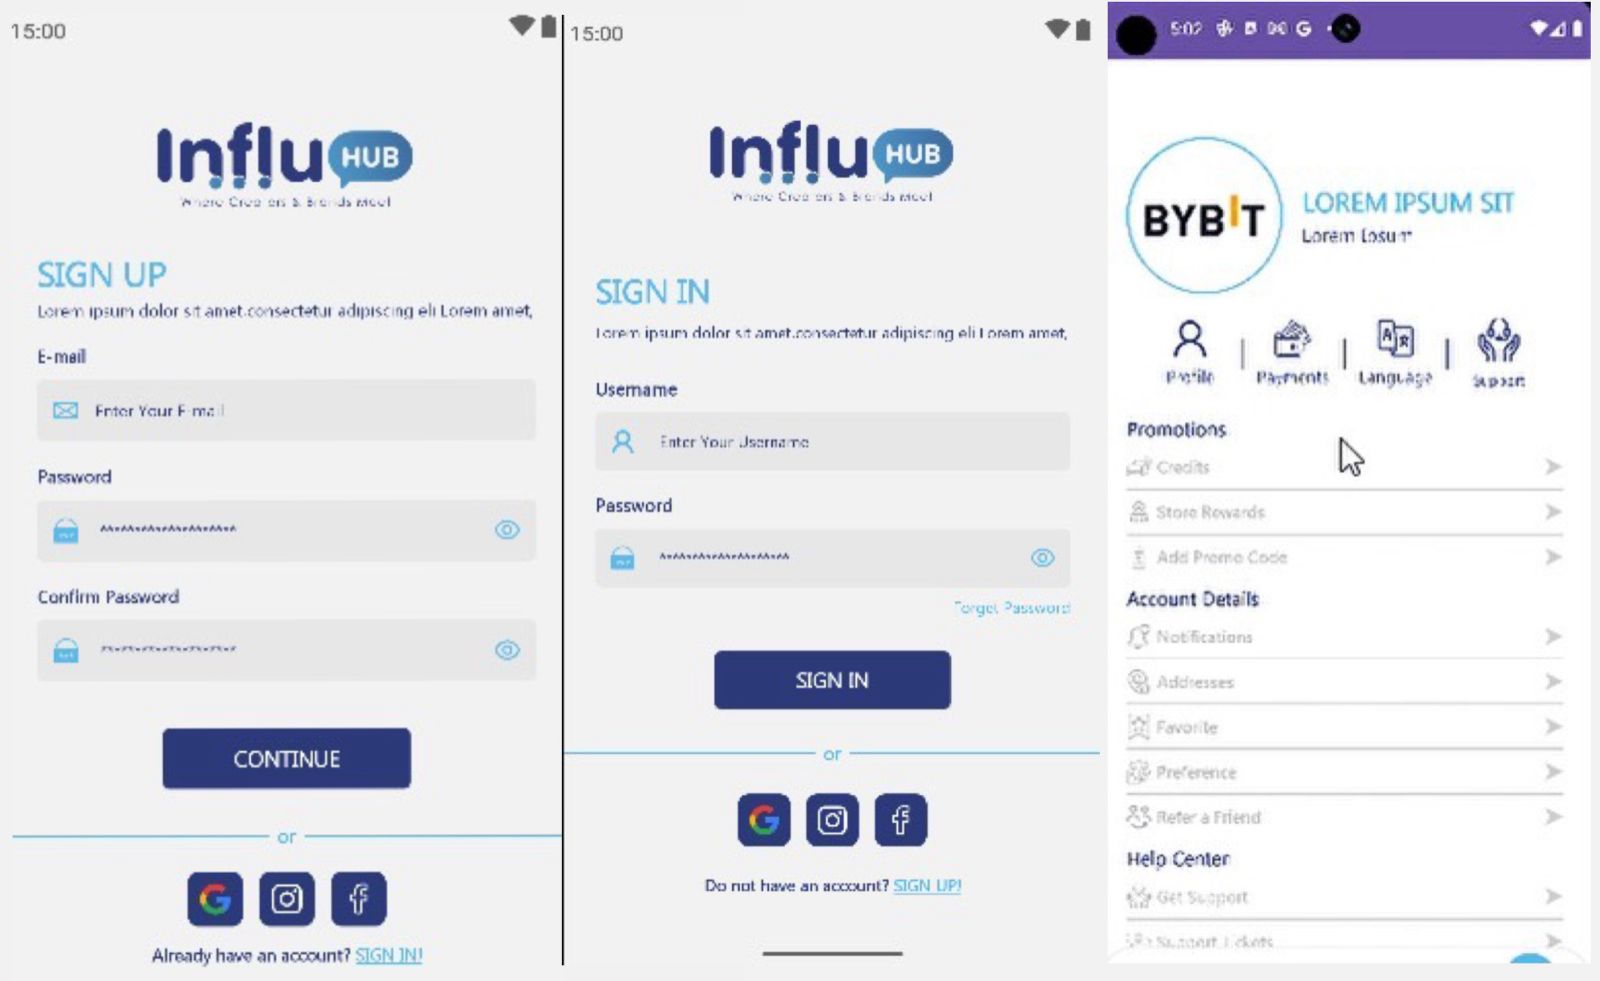 15:00
Influ HUB
Where Creators & Brands Meet
SIGN UP
Lorem ipsum dolor sit amet.consectetur adipiscing eli Lorem amet,
E-mail
Enter Your E-mail
Password
********************
Confirm Password
********************
CONTINUE
or
G
Already have an account? SIGN IN!
15:00
Influ HUB
Where Creators & Brands Meet
SIGN IN
Lorem ipsum dolor sit amet.consectetur adipiscing eli Lorem amet,
Username
Enter Your Username
Password
********************
Forget Password
SIGN IN
or
G
Do not have an account? SIGN UP!
5:02
G
BYBIT
LOREM IPSUM SIT
Lorem Iosum
Profile
Payments
Language
Support
Promotions
Credits
Store Rewards
Add Promo Code
Account Details
Notifications
Addresses
Favorite
Preference
Refer a Friend
Help Center
Get Support
Support Tickets